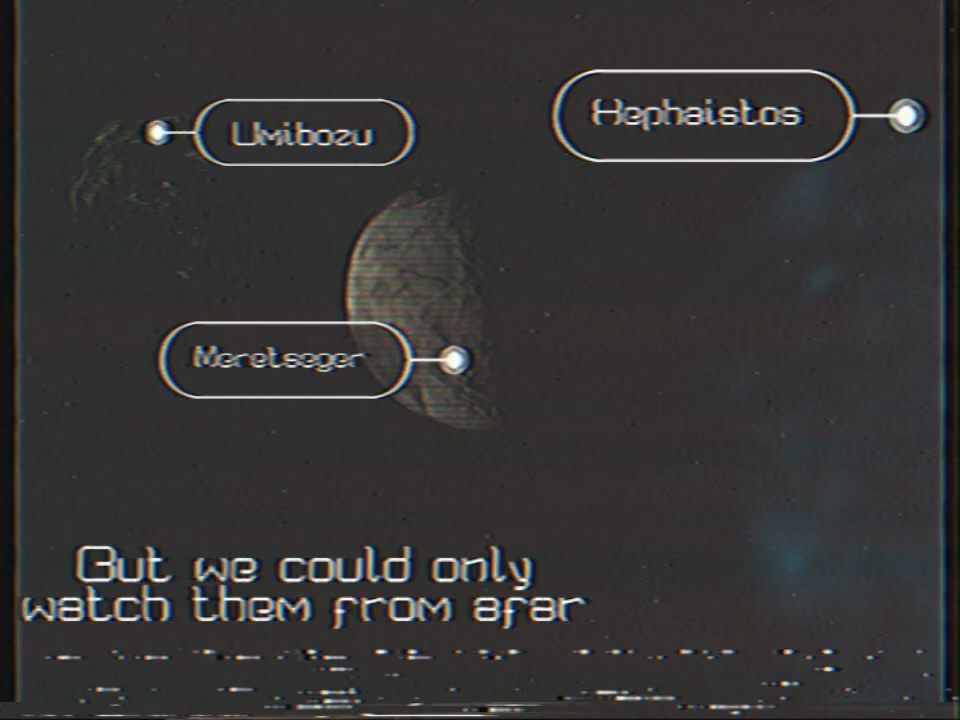 Umibozu
Hephaistos
Meretseger
But we could only
watch them from afar